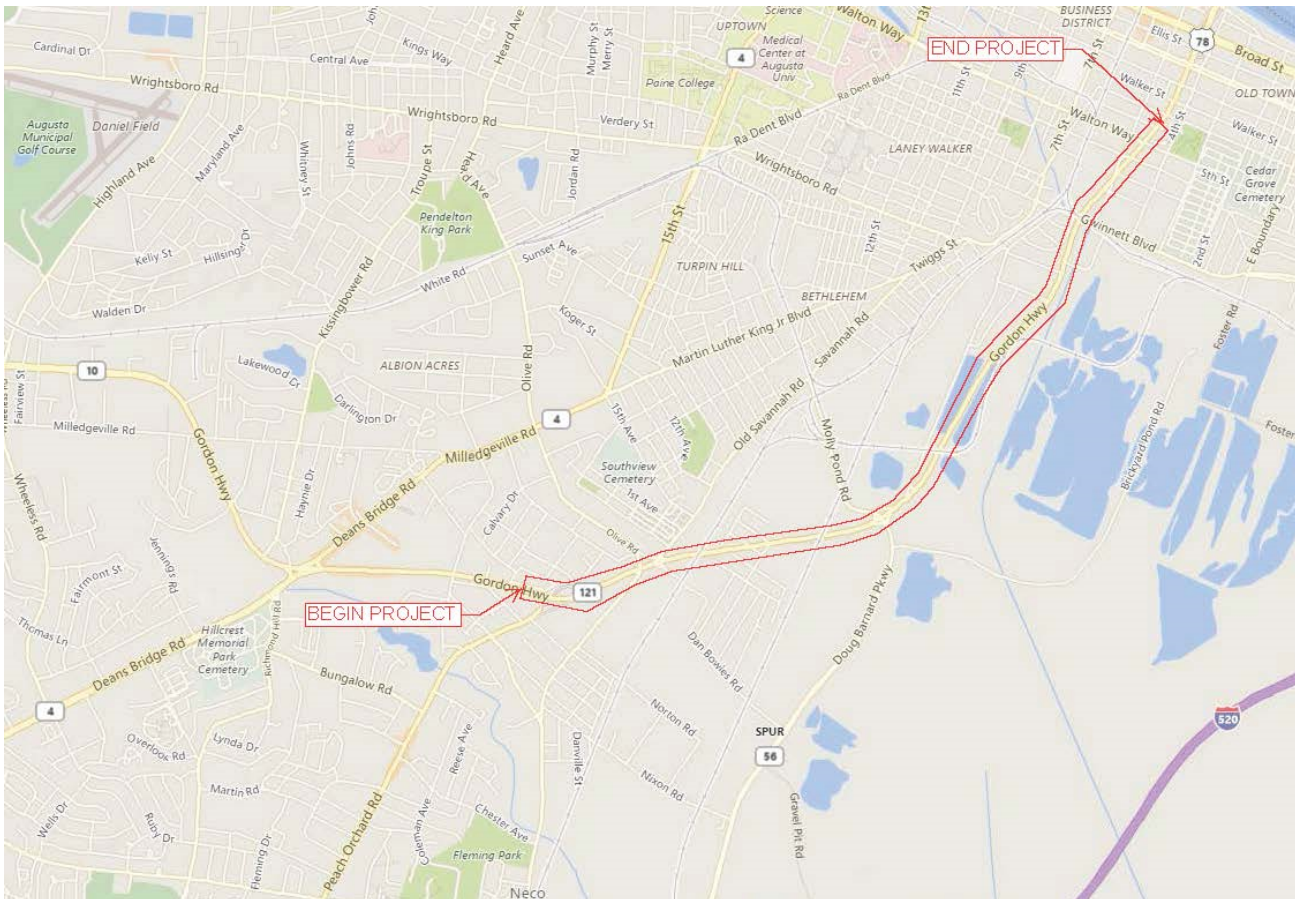 BUSINESS
DISTRICT
Science
UPTOWN
Walton Way
13th
Ellis St
78
Broad St
END PROJECT
7th St
9th St
Cardinal Dr
Johns
Kings Way
Heard Ave
Murphy St
Merry St
4
Medical
Center at
Augusta
Univ
Central Ave
Paine College
Ra Dent Blvd
11th St
Walker St
OLD TOWN
Wrightsboro Rd
Daniel Field
Augusta
Municipal
Golf Course
Wrightsboro Rd
Verdery St
Ra Dent Blvd
Walton Way
4th St
Walker St
Highland Ave
Maryland Ave
Whitney St
Johns Rd
Troupe St
Jordan Rd
Wrightsboro Rd
LANEY WALKER
7th St
5th St
Cedar
Grove
Cemetery
Pendelton
King Park
15th St
12th St
Gwinnett Blvd
2nd St
E Boundary
Kelly St
Hillsinger Dr
Sunset Ave
White Rd
TURPIN HILL
Twiggs St
Walden Dr
Kissingbower Rd
Koger St
BETHLEHEM
Martin Luther King Jr Blvd
Savannah Rd
Gordon Hwy
Foster Rd
10
Lakewood Dr
ALBION ACRES
Olive Rd
Fairview St
Darlington Dr
4
15th Ave
12th Ave
Old Savannah Rd
Milledgeville Rd
Milledgeville Rd
Molly Pond Rd
Brickyard Pond Rd
Foster
Gordon Hwy
Southview
Cemetery
1st Ave
Wheeless Rd
Haynie Dr
Deans Bridge Rd
Calvary Dr
Olive Rd
Jennings Rd
Fairmont St
Gordon Hwy
121
BEGIN PROJECT
Thomas Ln
Hillcrest
Memorial
Park
Cemetery
Richmond Hill Rd
Doug Barnard Pkwy
Deans Bridge Rd
Bungalow Rd
Dan Bowles Rd
4
Norton Rd
SPUR
56
520
Overlook Rd
Lynda Dr
Reese Ave
Danville St
Nixon Rd
Martin Rd
Wells Dr
Ruby Dr
Fleming Dr
Peach Orchard Rd
Coleman Ave
Chester Ave
Gravel Pit Rd
Fleming Park
Neco